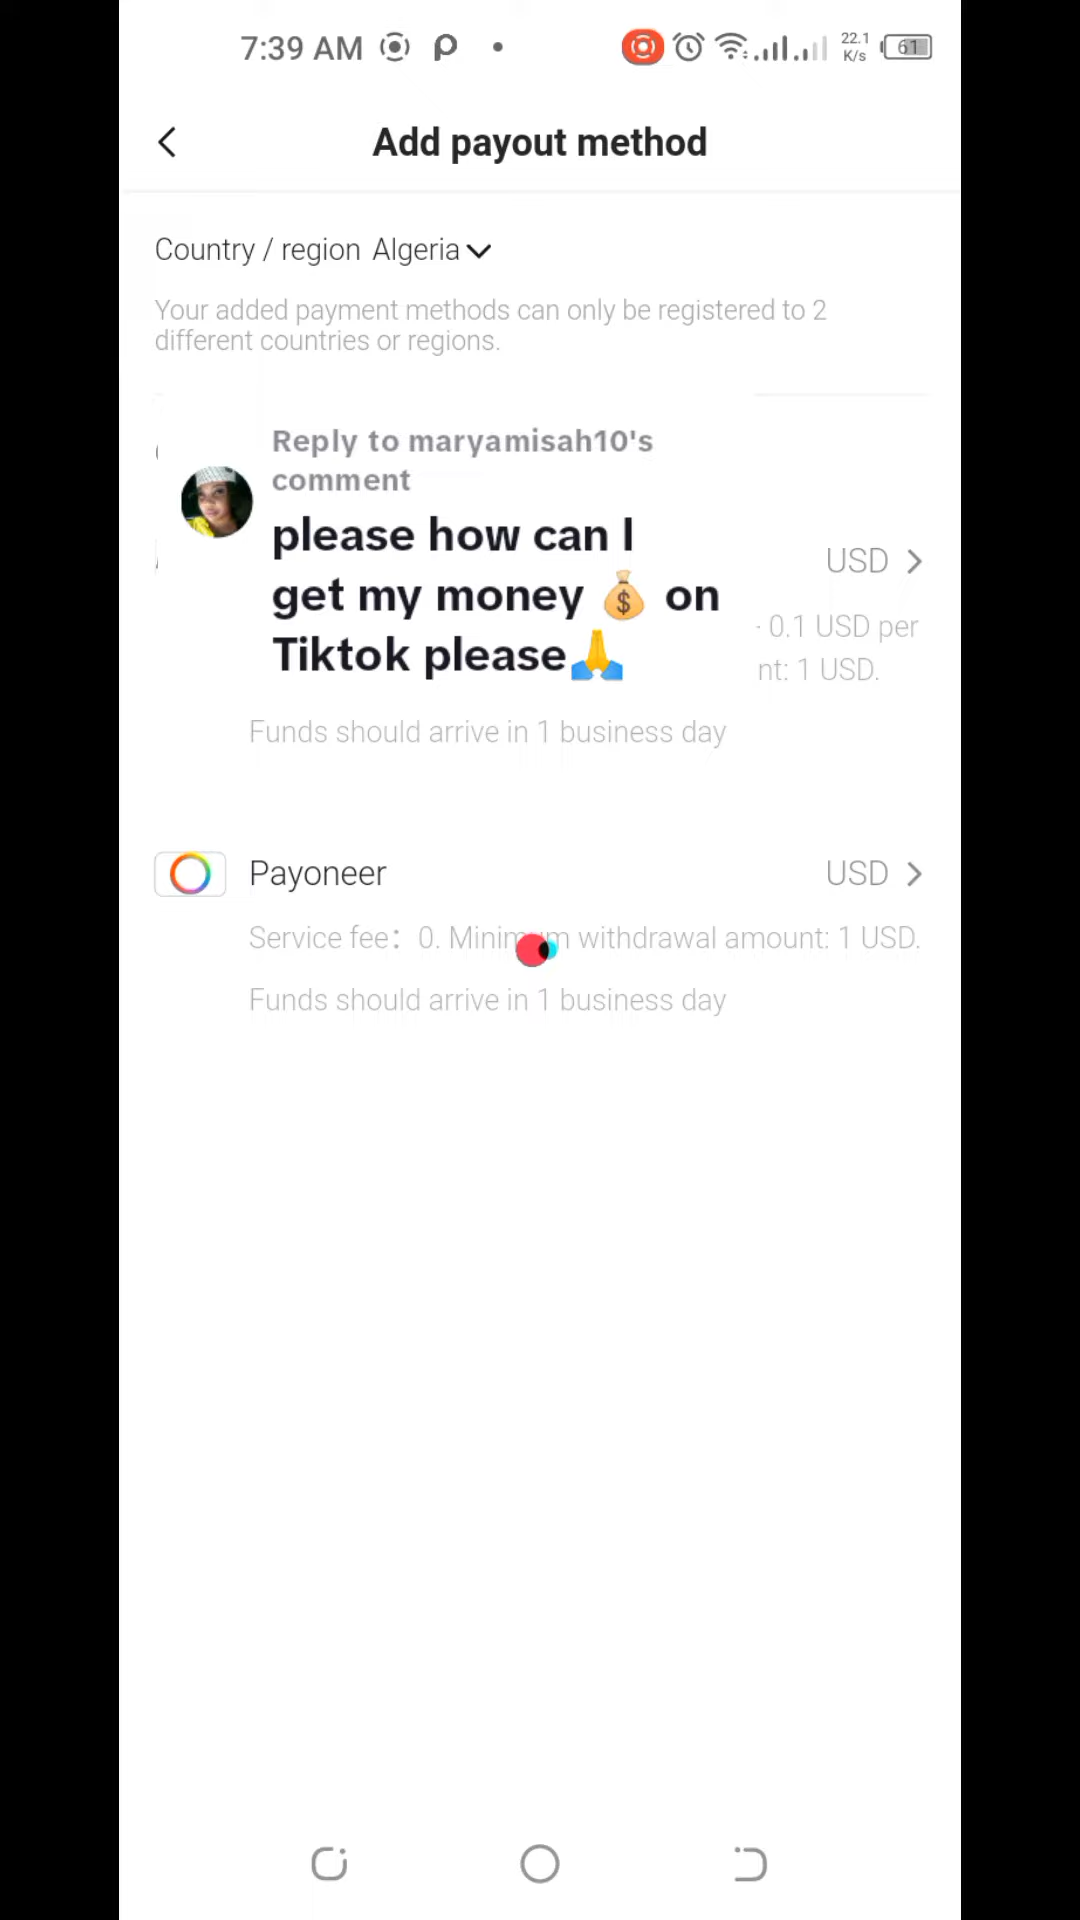 7:39 AM
22.1
K/s
61
Add payout method
Country / region Algeria
Your added payment methods can only be registered to 2
different countries or regions.
Reply to maryamisah10's
comment
please how can I
get my money 💰 on
Tiktok please🙏
USD
0.1 USD per
nt: 1 USD.
Funds should arrive in 1 business day
Payoneer USD
Service fee: 0. Minimum withdrawal amount: 1 USD.
Funds should arrive in 1 business day